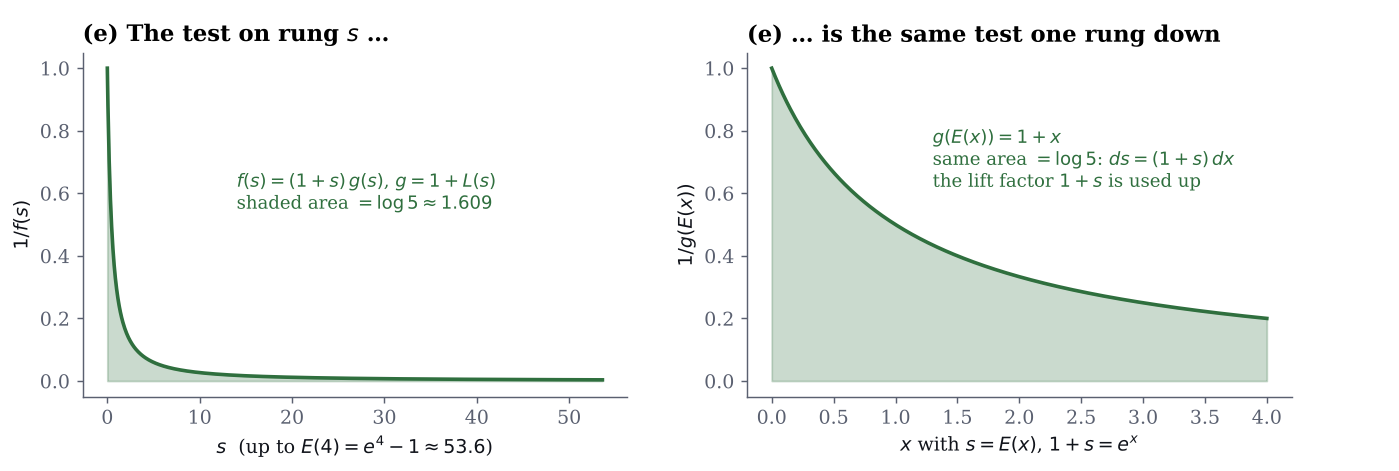 (e) The test on rung s ...
1/f(s)
1.0
0.8
0.6
0.4
0.2
0.0
f(s) = (1 + s) g(s), g = 1 + L(s)
shaded area = log 5 ≈ 1.609
0 10 20 30 40 50
s (up to E(4) = e⁴ − 1 ≈ 53.6)
(e) ... is the same test one rung down
1/g(E(x))
1.0
0.8
0.6
0.4
0.2
0.0
g(E(x)) = 1 + x
same area = log 5: ds = (1 + s) dx
the lift factor 1 + s is used up
0.0 0.5 1.0 1.5 2.0 2.5 3.0 3.5 4.0
x with s = E(x), 1 + s = eˣ